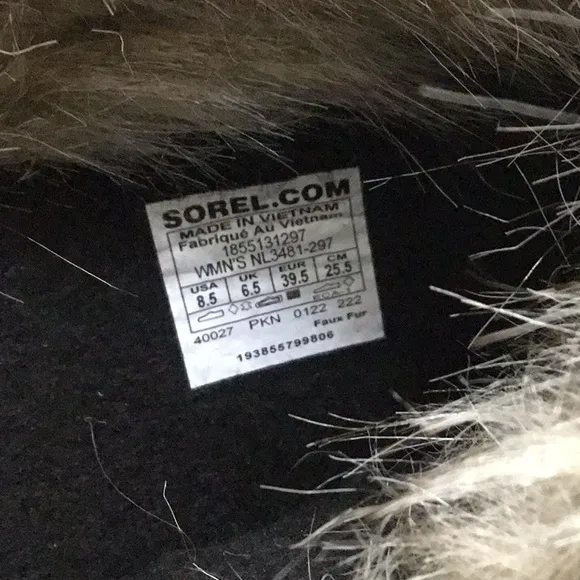 SOREL.COM
MADE IN VIETNAM
Fabriqué Au Vietnam
1855131297
WMN'S NL3481-297
USA UK EUR CM
8.5 6.5 39.5 25.5
ECA
40027 PKN 0122 222
Faux Fur
193855799806